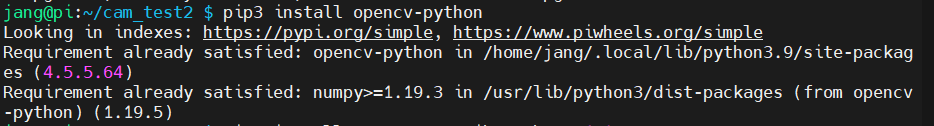 jang@pi:~/cam_test2 $ pip3 install opencv-python
Looking in indexes: https://pypi.org/simple, https://www.piwheels.org/simple
Requirement already satisfied: opencv-python in /home/jang/.local/lib/python3.9/site-packag
es (4.5.5.64)
Requirement already satisfied: numpy>=1.19.3 in /usr/lib/python3/dist-packages (from opencv
-python) (1.19.5)